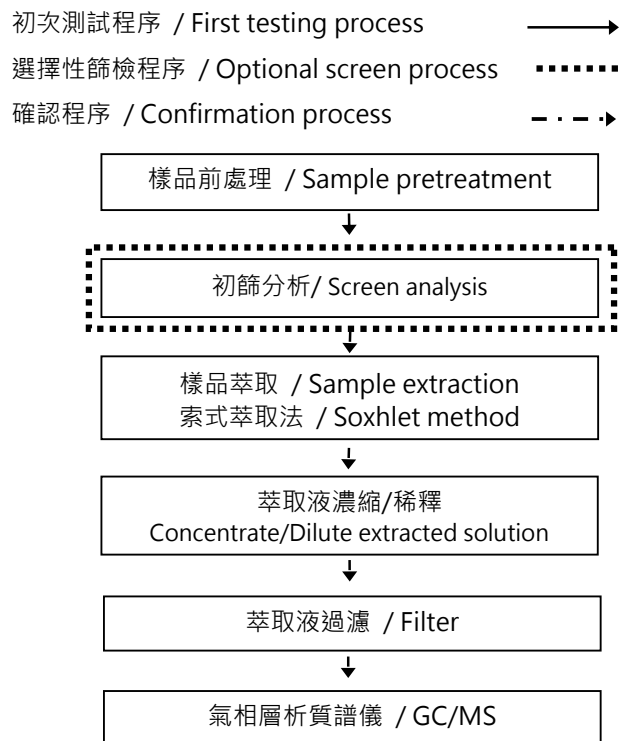 初次測試程序 / First testing process
選擇性篩檢程序 / Optional screen process
確認程序 / Confirmation process
樣品前處理 / Sample pretreatment
初篩分析/ Screen analysis
樣品萃取 / Sample extraction
索式萃取法 / Soxhlet method
萃取液濃縮/稀釋
Concentrate/Dilute extracted solution
萃取液過濾 / Filter
氣相層析質譜儀 / GC/MS